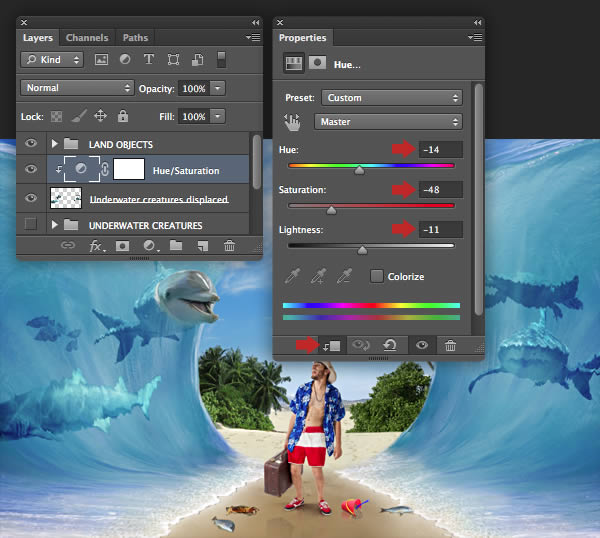 Layers Channels Paths
Kind
Normal Opacity: 100%
Lock: Fill: 100%
LAND OBJECTS
Hue/Saturation
Underwater creatures displaced
UNDERWATER CREATURES
fx
Properties
Hue...
Preset: Custom
Master
Hue: -14
Saturation: -48
Lightness: -11
Colorize